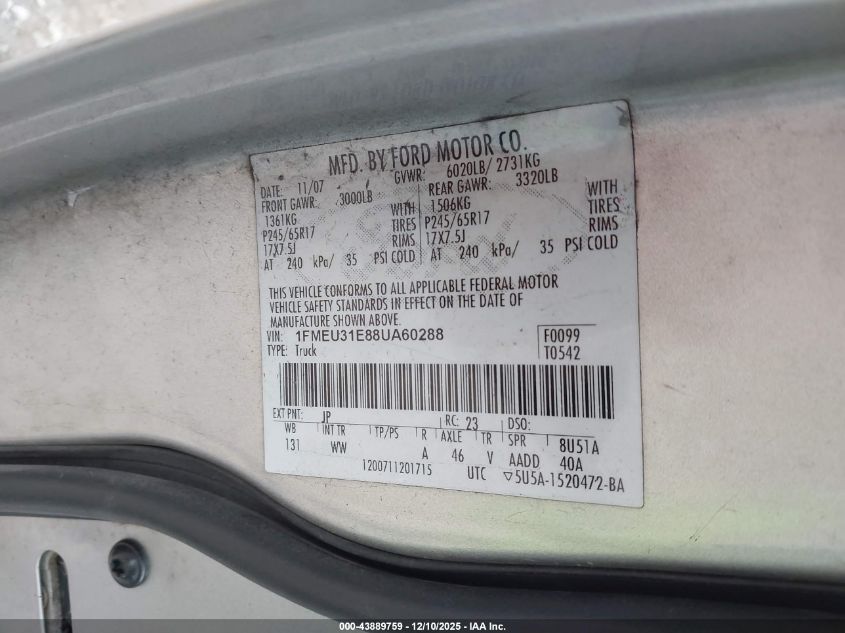 MFD. BY FORD MOTOR CO.
DATE: 11/07 GVWR: 6020LB/ 2731KG
FRONT GAWR: 3000LB REAR GAWR: 3320LB
1361KG WITH 1506KG WITH
P245/65R17 TIRES P245/65R17 TIRES
17X7.5J RIMS 17X7.5J RIMS
AT 240 kPa/ 35 PSI COLD AT 240 kPa/ 35 PSI COLD
THIS VEHICLE CONFORMS TO ALL APPLICABLE FEDERAL MOTOR
VEHICLE SAFETY STANDARDS IN EFFECT ON THE DATE OF
MANUFACTURE SHOWN ABOVE.
VIN: 1FMEU31E88UA60288 F0099
TYPE: Truck T0542
EXT PNT: JP RC: 23 DSO:
WB INT TR TP/PS R AXLE TR SPR 8U51A
131 WW A 46 V AADD 40A
1200711201715 UTC ▽5U5A-1520472-BA
000-43889759 - 12/10/2025 - IAA Inc.